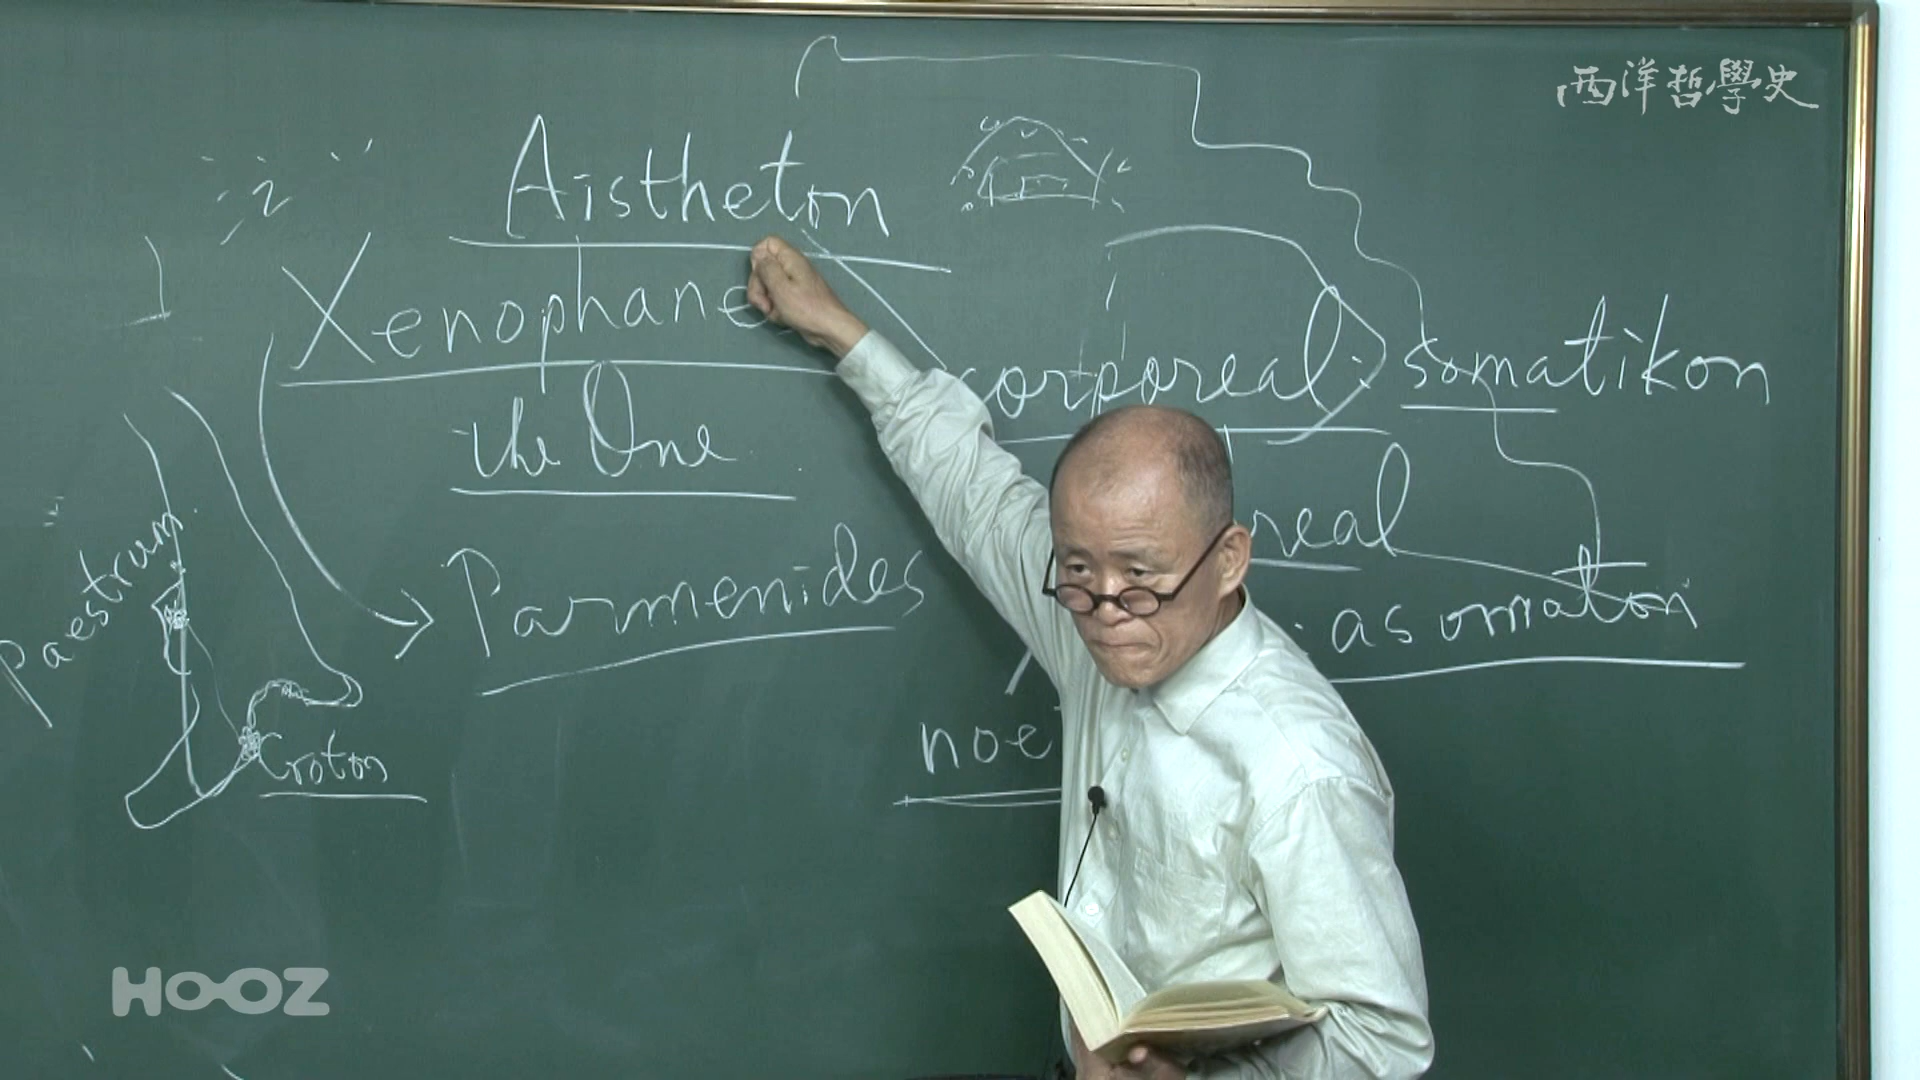 西洋哲學史
Aistheton
Xenophane
corporeal : somatikon
the One
real
Parmenides
asomaton
Paestrum
noe
Croton
HOOZ